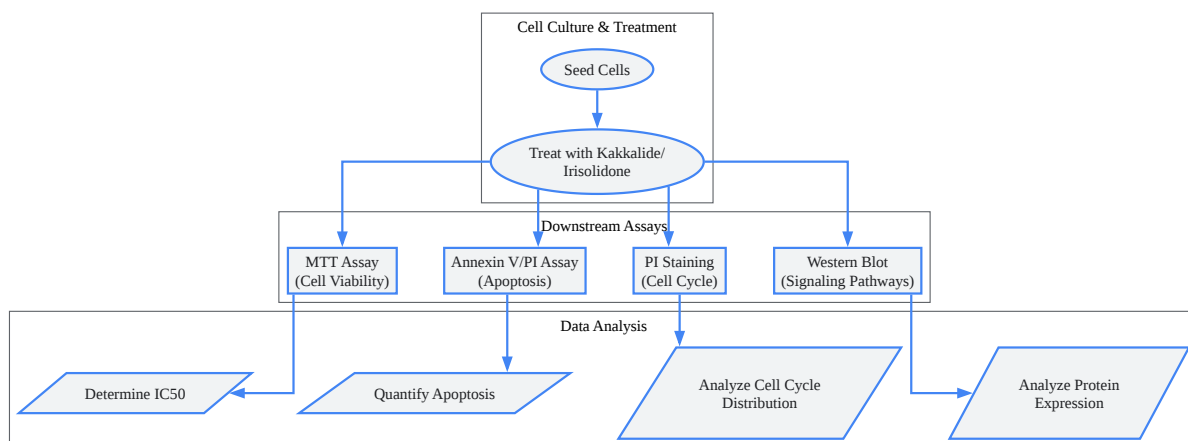 Cell Culture & Treatment
Seed Cells
Treat with Kakkalide/
Irisolidone
Downstream Assays
MTT Assay
(Cell Viability)
Annexin V/PI Assay
(Apoptosis)
PI Staining
(Cell Cycle)
Western Blot
(Signaling Pathways)
Data Analysis
Determine IC50
Quantify Apoptosis
Analyze Cell Cycle
Distribution
Analyze Protein
Expression